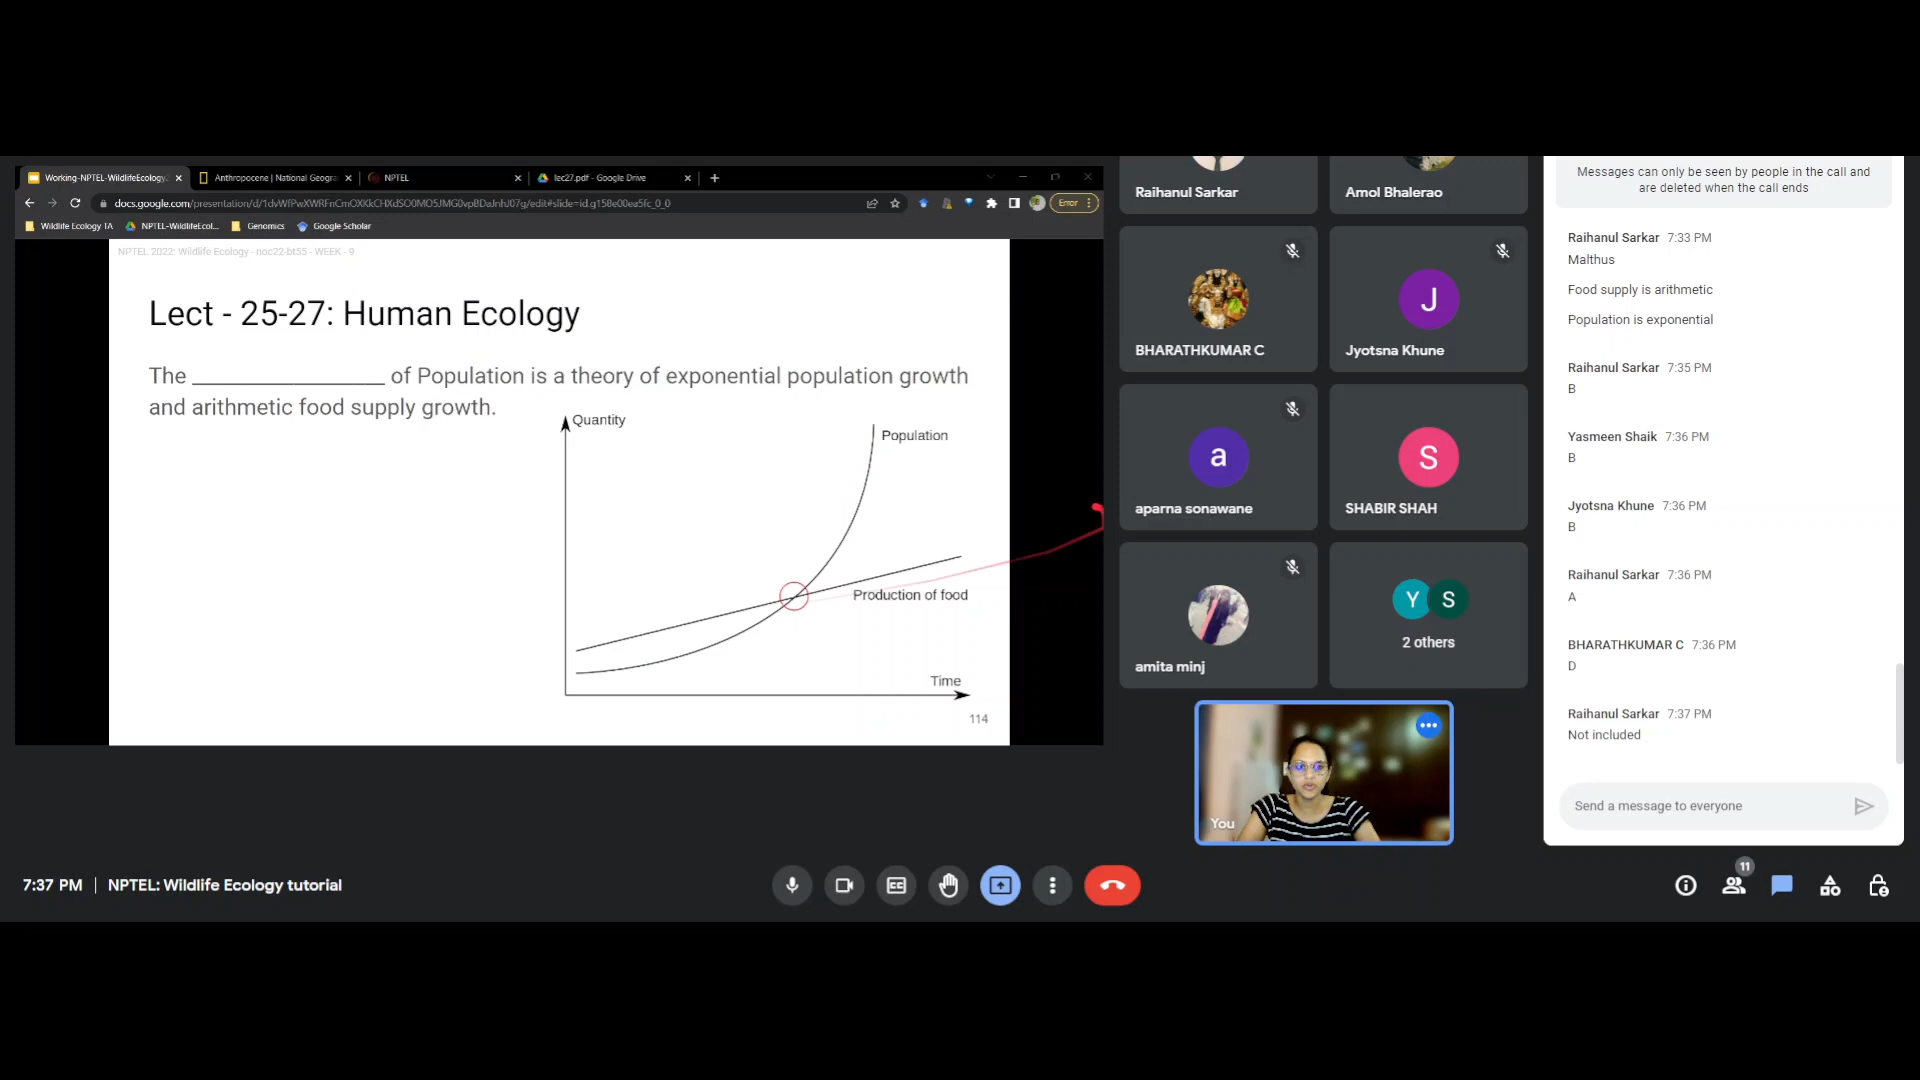 Working-NPTEL-WildlifeEcology
Anthropocene | National Geogra
NPTEL
lec27.pdf - Google Drive
Error
Wildlife Ecology IA
NPTEL-WildlifeEcol...
Genomics
Google Scholar
NPTEL 2022: Wildlife Ecology - noc22-bt55 - WEEK - 9
Lect - 25-27: Human Ecology
The ________________ of Population is a theory of exponential population growth
and arithmetic food supply growth.
Quantity
Population
Production of food
Time
114
Raihanul Sarkar
Amol Bhalerao
BHARATHKUMAR C
J
Jyotsna Khune
a
aparna sonawane
S
SHABIR SHAH
amita minj
Y S
2 others
You
Messages can only be seen by people in the call and
are deleted when the call ends
Raihanul Sarkar 7:33 PM
Malthus
Food supply is arithmetic
Population is exponential
Raihanul Sarkar 7:35 PM
B
Yasmeen Shaik 7:36 PM
B
Jyotsna Khune 7:36 PM
B
Raihanul Sarkar 7:36 PM
A
BHARATHKUMAR C 7:36 PM
D
Raihanul Sarkar 7:37 PM
Not included
Send a message to everyone
7:37 PM | NPTEL: Wildlife Ecology tutorial
11